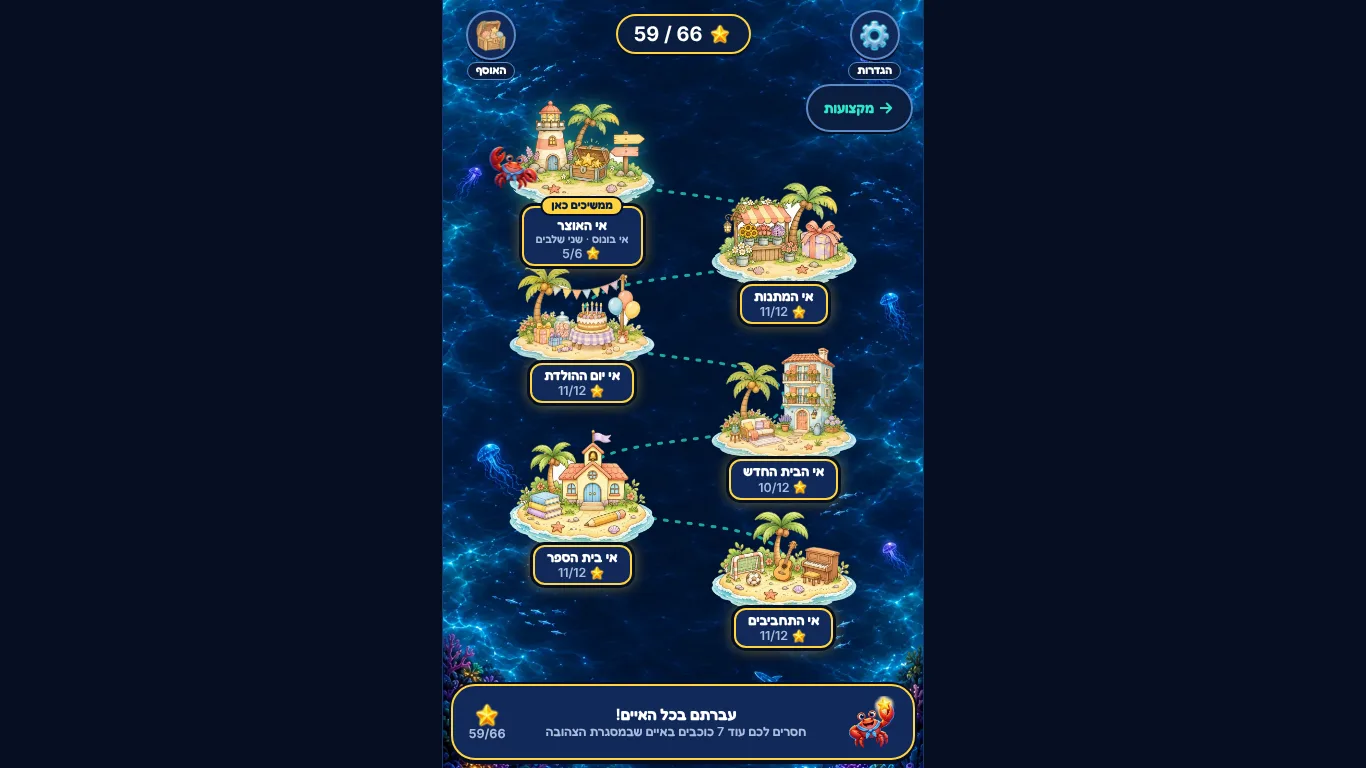 הגדרות
59 / 66
האוסף
מקצועות
ממשיכים כאן
אי האוצר
אי בונוס · שני שלבים
5/6
אי המתנות
11/12
אי יום ההולדת
11/12
אי הבית החדש
10/12
אי בית הספר
11/12
אי התחביבים
11/12
עברתם בכל האיים!
חסרים לכם עוד 7 כוכבים באיים שבמסגרת הצהובה
59/66